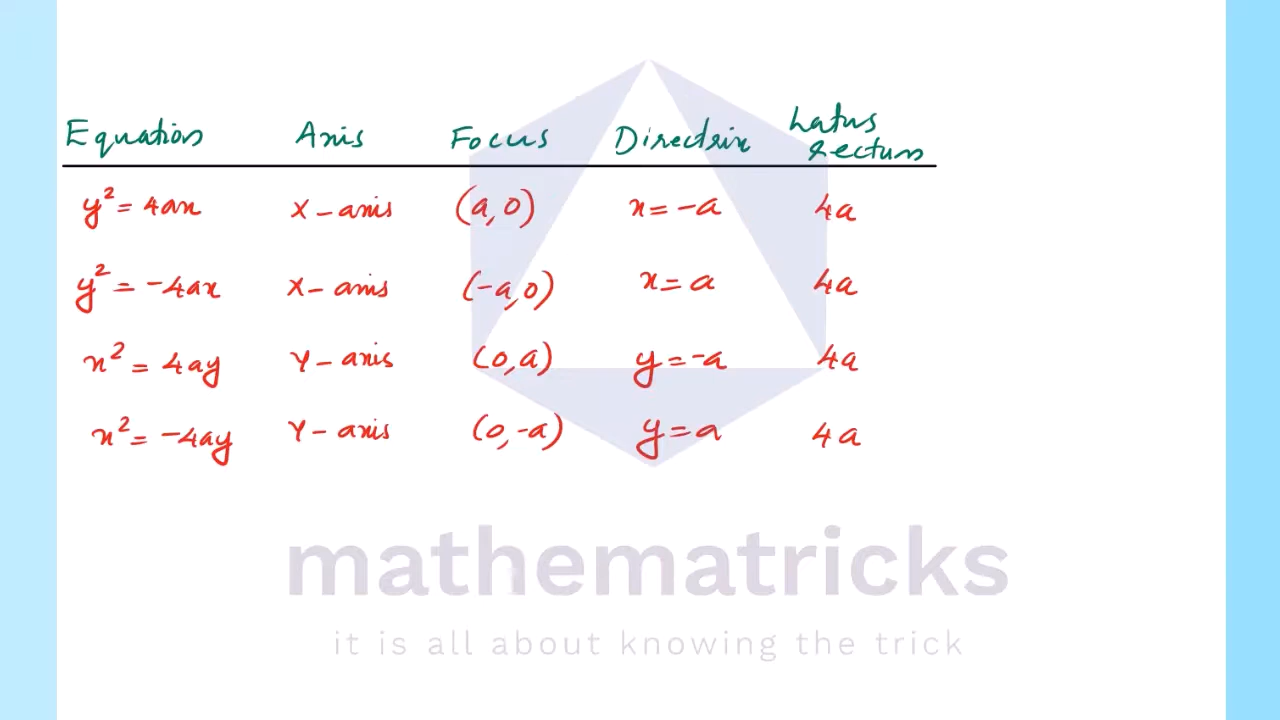 Equation Axis Focus Directrix Latus Rectum
y² = 4ax X-axis (a,0) x = -a 4a
y² = -4ax X-axis (-a,0) x = a 4a
x² = 4ay Y-axis (0,a) y = -a 4a
x² = -4ay Y-axis (0,-a) y = a 4a
mathematricks
it is all about knowing the trick